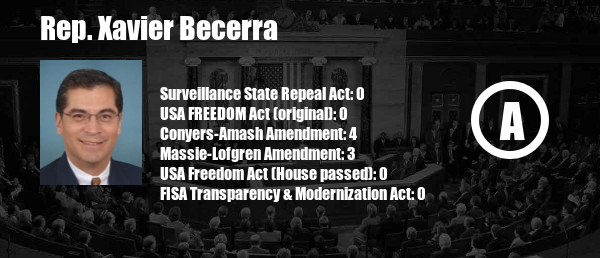 Rep. Xavier Becerra
Surveillance State Repeal Act: 0
USA FREEDOM Act (original): 0
Conyers-Amash Amendment: 4
Massie-Lofgren Amendment: 3
USA Freedom Act (House passed): 0
FISA Transparency & Modernization Act: 0
A